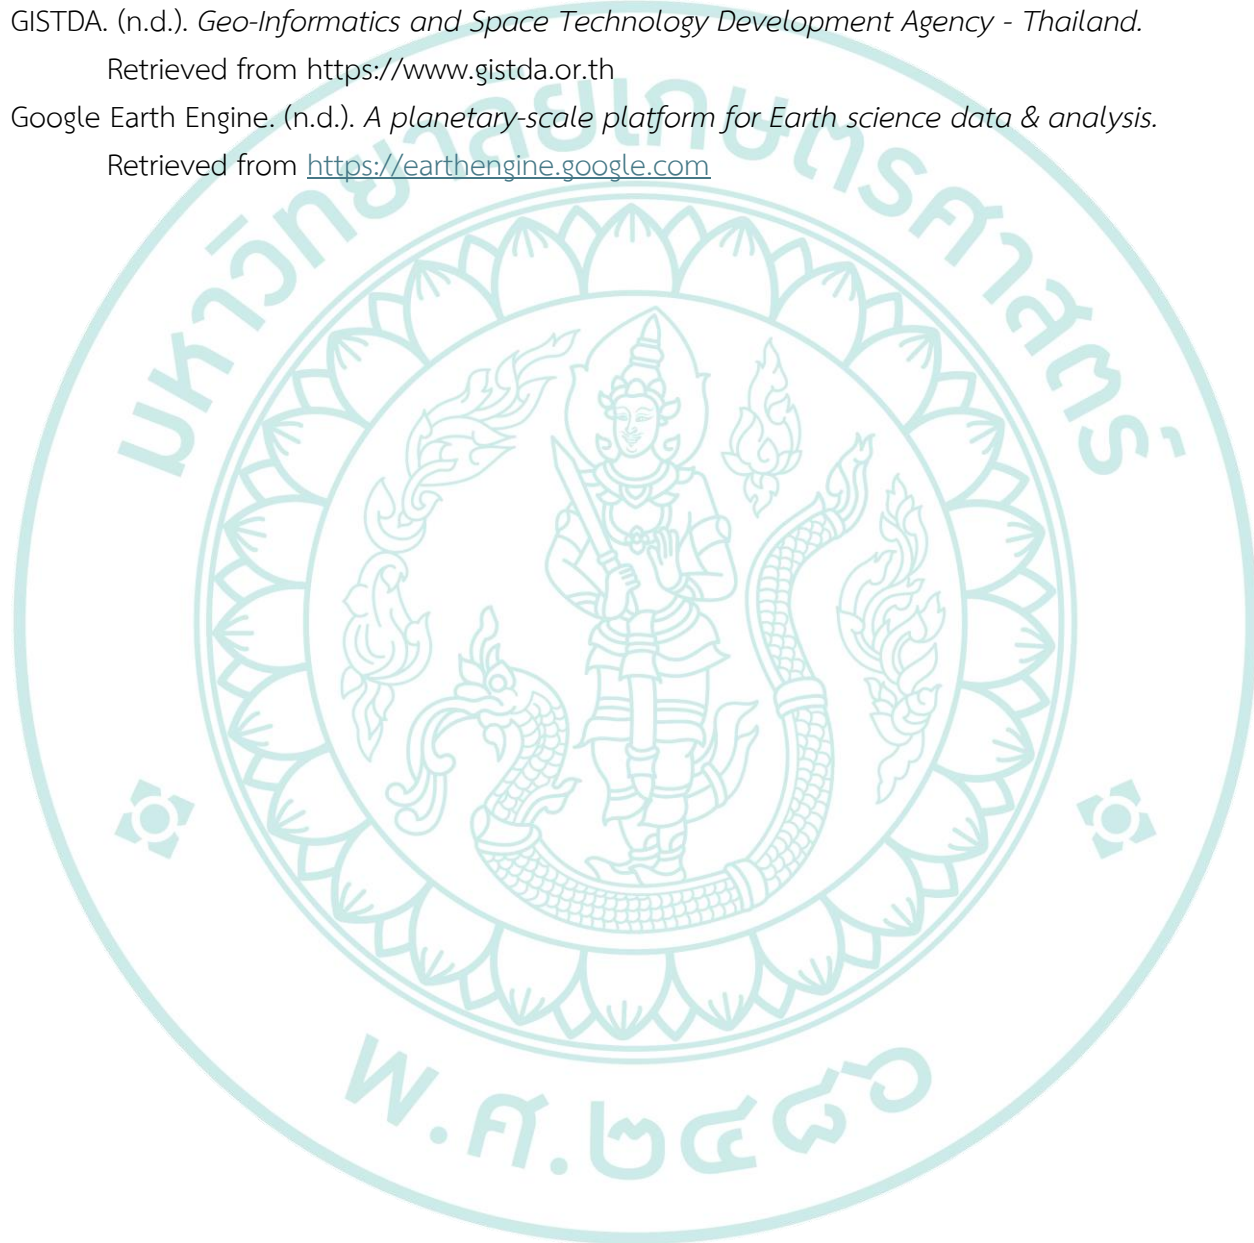 GISTDA. (n.d.). Geo-Informatics and Space Technology Development Agency - Thailand.
Retrieved from https://www.gistda.or.th
Google Earth Engine. (n.d.). A planetary-scale platform for Earth science data & analysis.
Retrieved from https://earthengine.google.com
มหาวิทยาลัยเกษตรศาสตร์
พ.ศ.๒๔๘๖